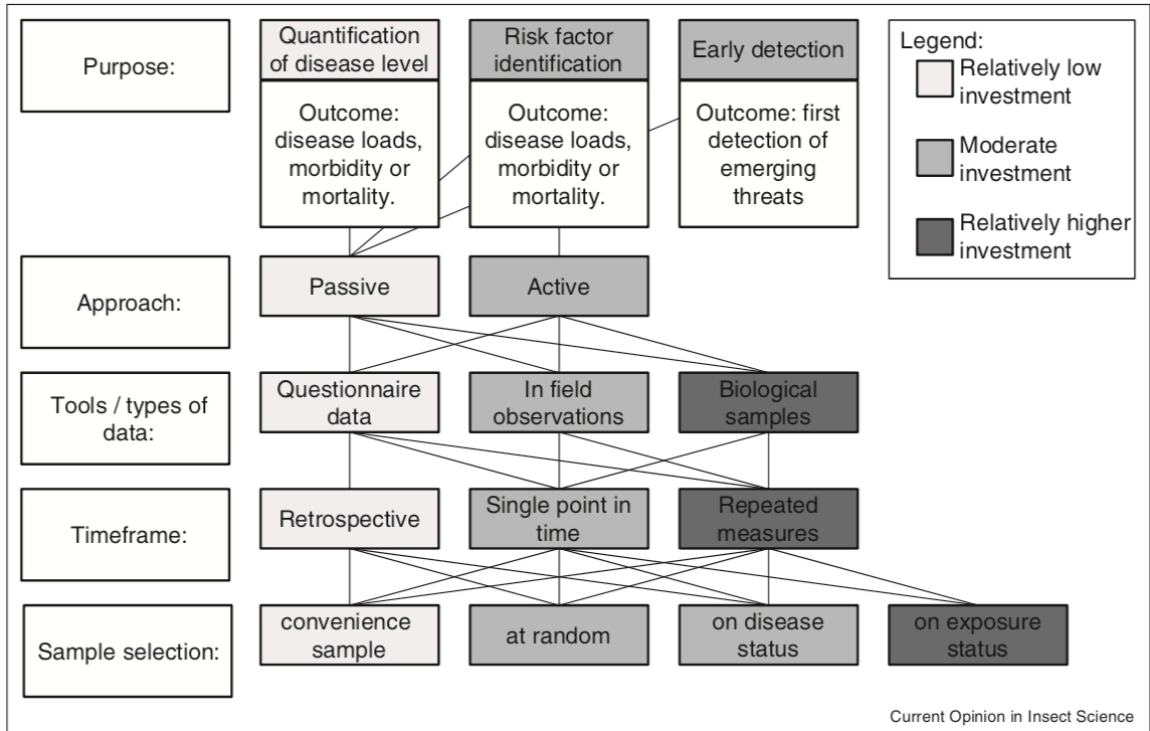 Purpose:
Quantification
of disease level
Outcome:
disease loads,
morbidity or
mortality.
Risk factor
identification
Outcome:
disease loads,
morbidity or
mortality.
Early detection
Outcome: first
detection of
emerging
threats
Legend:
Relatively low
investment
Moderate
investment
Relatively higher
investment
Approach:
Passive
Active
Tools / types of
data:
Questionnaire
data
In field
observations
Biological
samples
Timeframe:
Retrospective
Single point in
time
Repeated
measures
Sample selection:
convenience
sample
at random
on disease
status
on exposure
status
Current Opinion in Insect Science